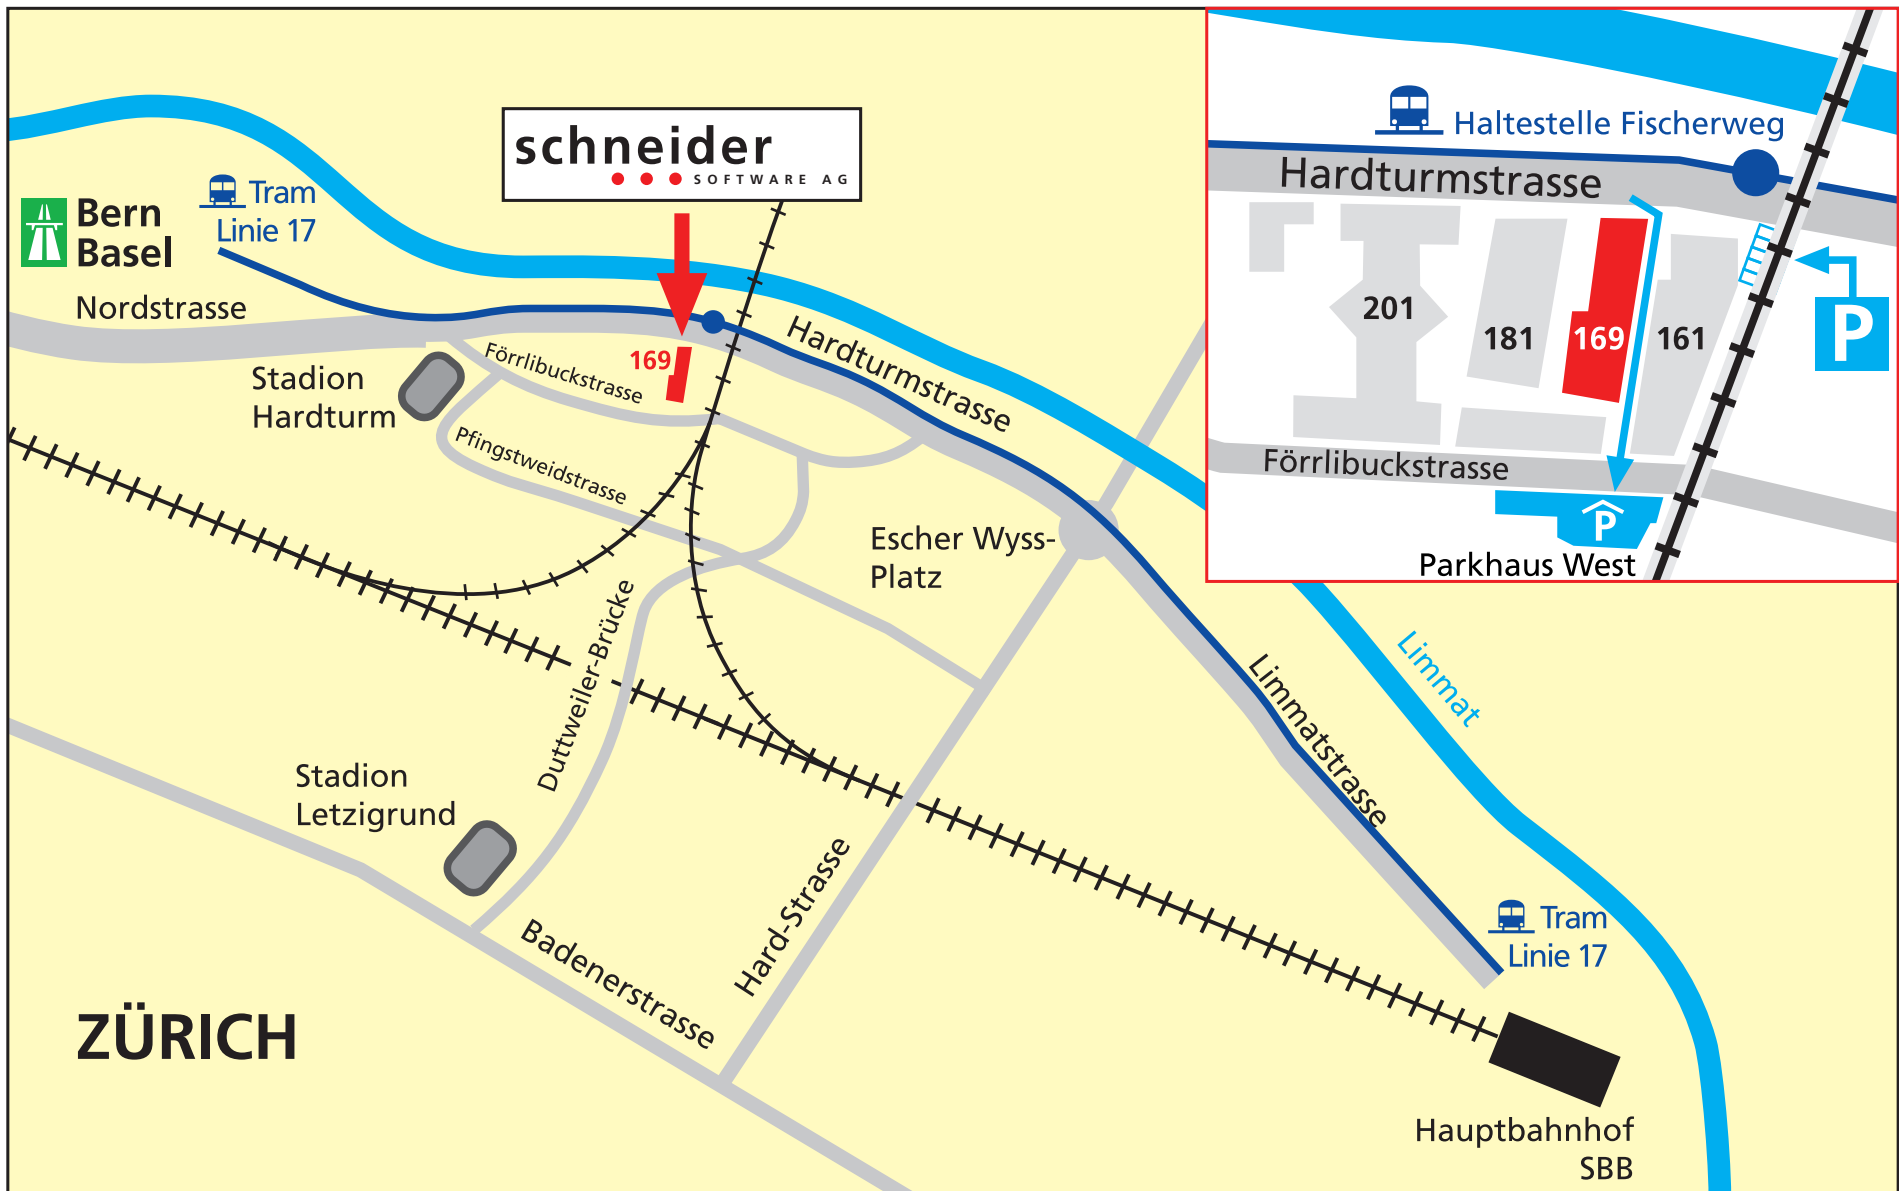 schneider
SOFTWARE AG
Bern
Basel
Tram
Linie 17
Nordstrasse
Stadion
Hardturm
Förrlibuckstrasse
169
Pfingstweidstrasse
Hardturmstrasse
Escher Wyss-
Platz
Duttweiler-Brücke
Stadion
Letzigrund
Badenerstrasse
Hard-Strasse
Limmatstrasse
Limmat
Tram
Linie 17
Hauptbahnhof
SBB
ZÜRICH
Haltestelle Fischerweg
Hardturmstrasse
201
181
169
161
P
Förrlibuckstrasse
P
Parkhaus West